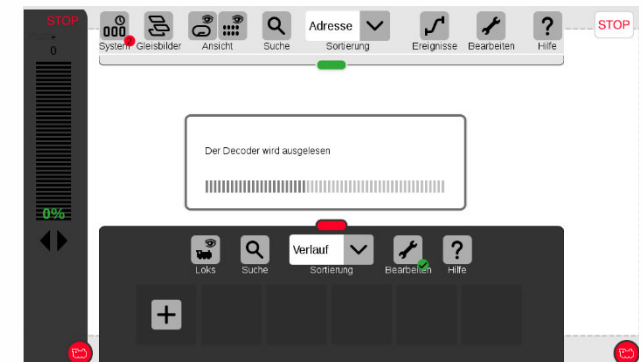 STOP
0
0%
System
2
Gleisbilder
Ansicht
Suche
Adresse
Sortierung
Ereignisse
Bearbeiten
Hilfe
STOP
Der Decoder wird ausgelesen
Loks
Suche
Verlauf
Sortierung
Bearbeiten
Hilfe